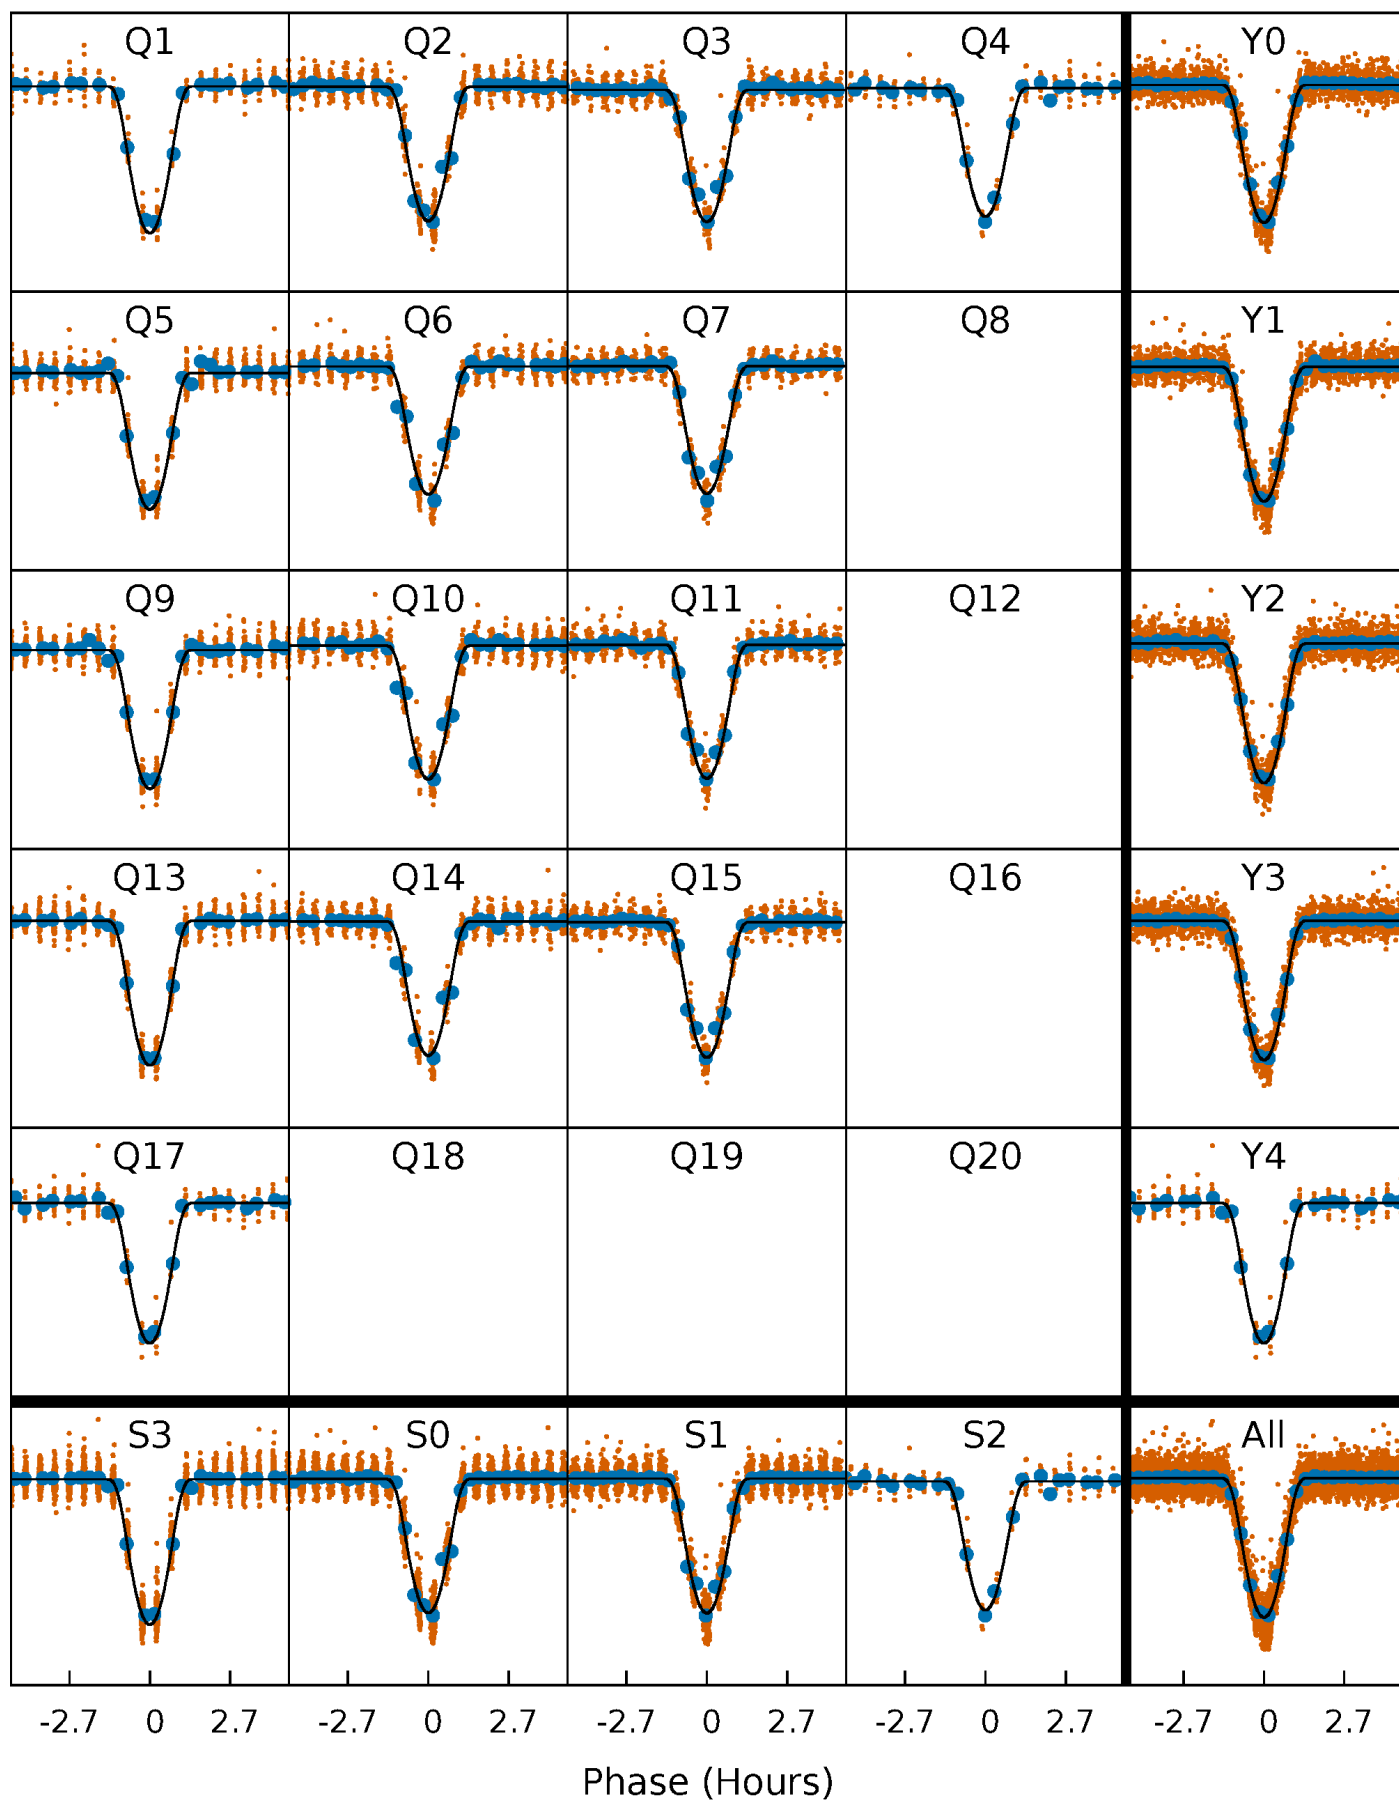 Q1 Q2 Q3 Q4 Y0
Q5 Q6 Q7 Q8 Y1
Q9 Q10 Q11 Q12 Y2
Q13 Q14 Q15 Q16 Y3
Q17 Q18 Q19 Q20 Y4
S3 S0 S1 S2 All
-2.7 0 2.7 -2.7 0 2.7 -2.7 0 2.7 -2.7 0 2.7 -2.7 0 2.7
Phase (Hours)